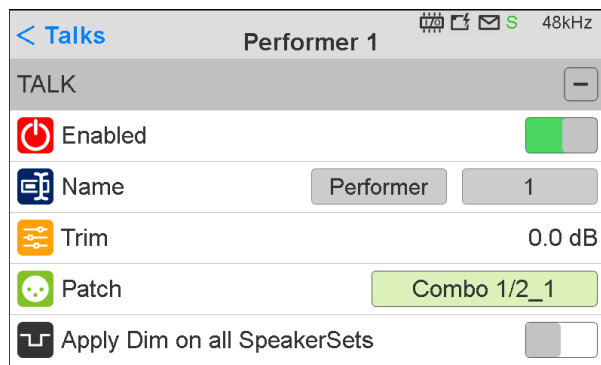 < Talks
Performer 1
I/O
S
48kHz
TALK
Enabled
Name
Performer
1
Trim
0.0 dB
Patch
Combo 1/2_1
Apply Dim on all SpeakerSets